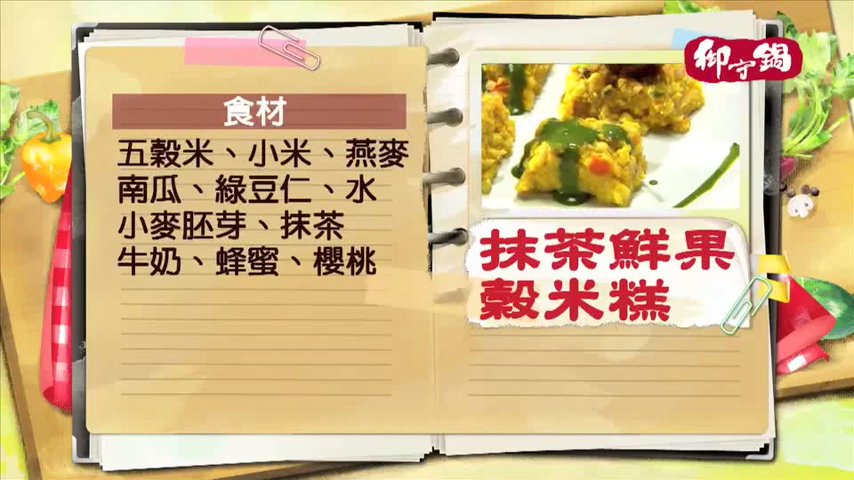 食材
五穀米、小米、燕麥
南瓜、綠豆仁、水
小麥胚芽、抹茶
牛奶、蜂蜜、櫻桃
御守鍋
抹茶鮮果
穀米糕